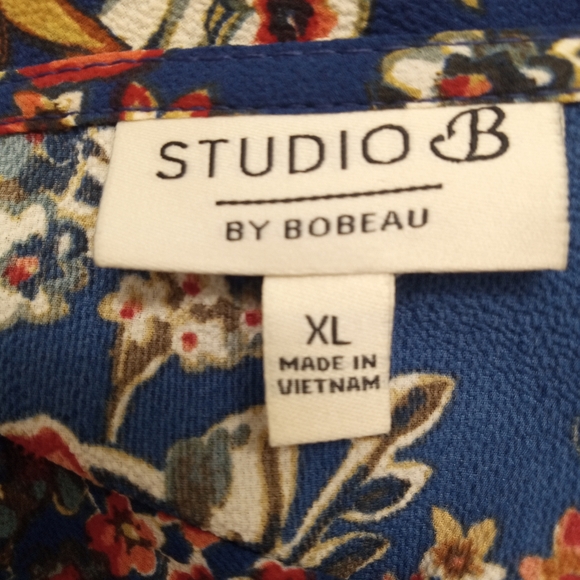 STUDIO B
BY BOBEAU
XL
MADE IN
VIETNAM